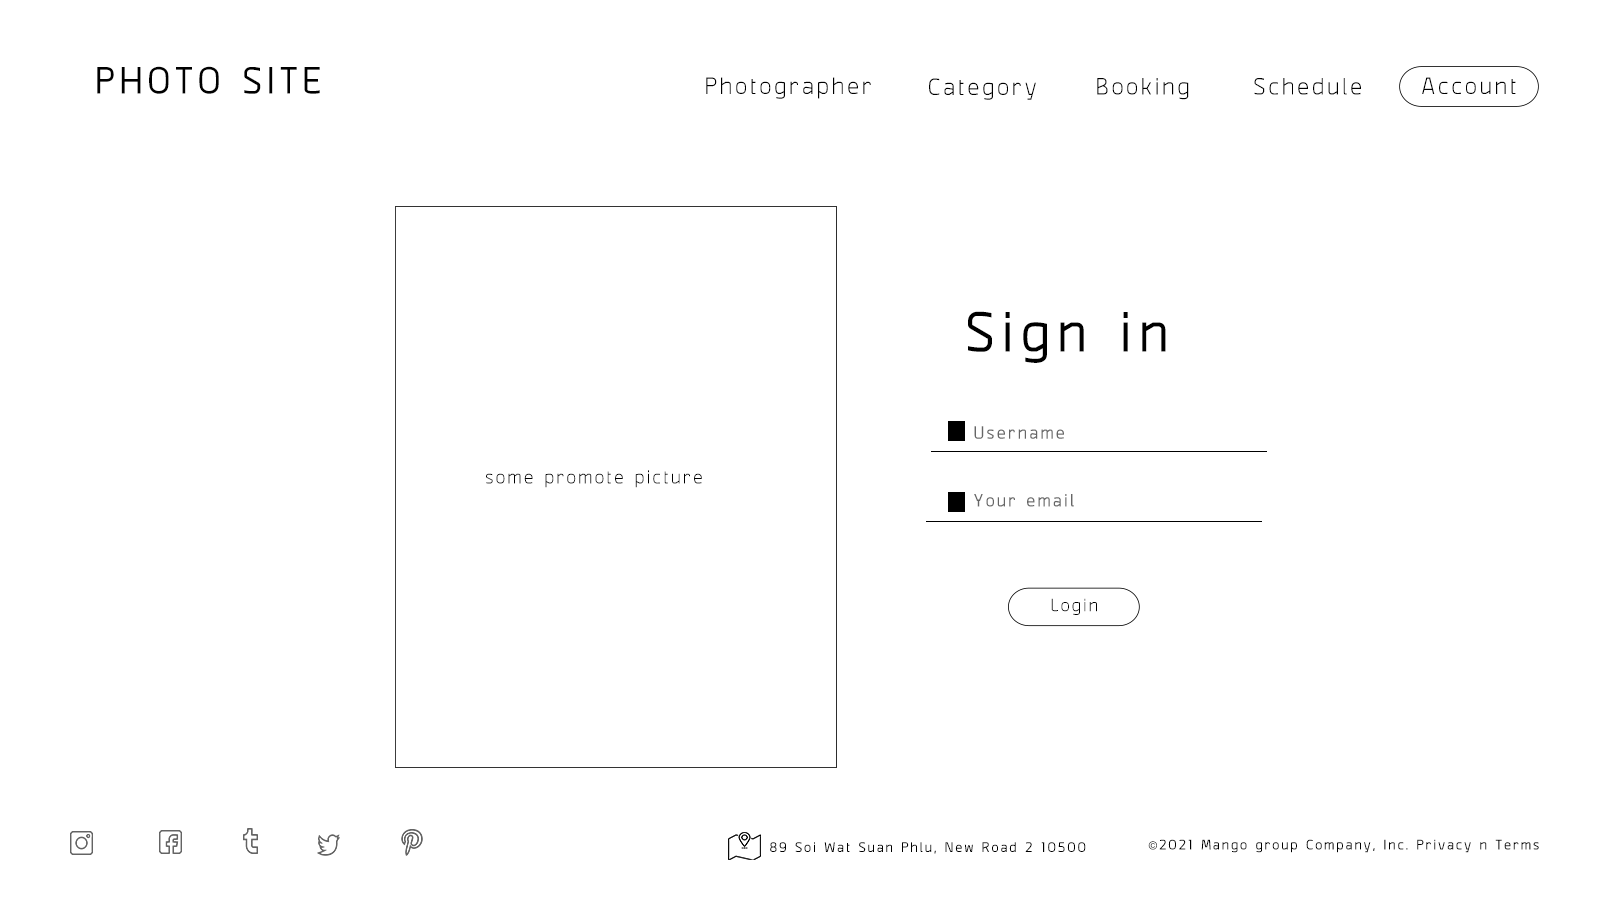 PHOTO SITE
Photographer
Category
Booking
Schedule
Account
Sign in
Username
some promote picture
Your email
Login
89 Soi Wat Suan Phlu, New Road 2 10500
©2021 Mango group Company, Inc. Privacy n Terms